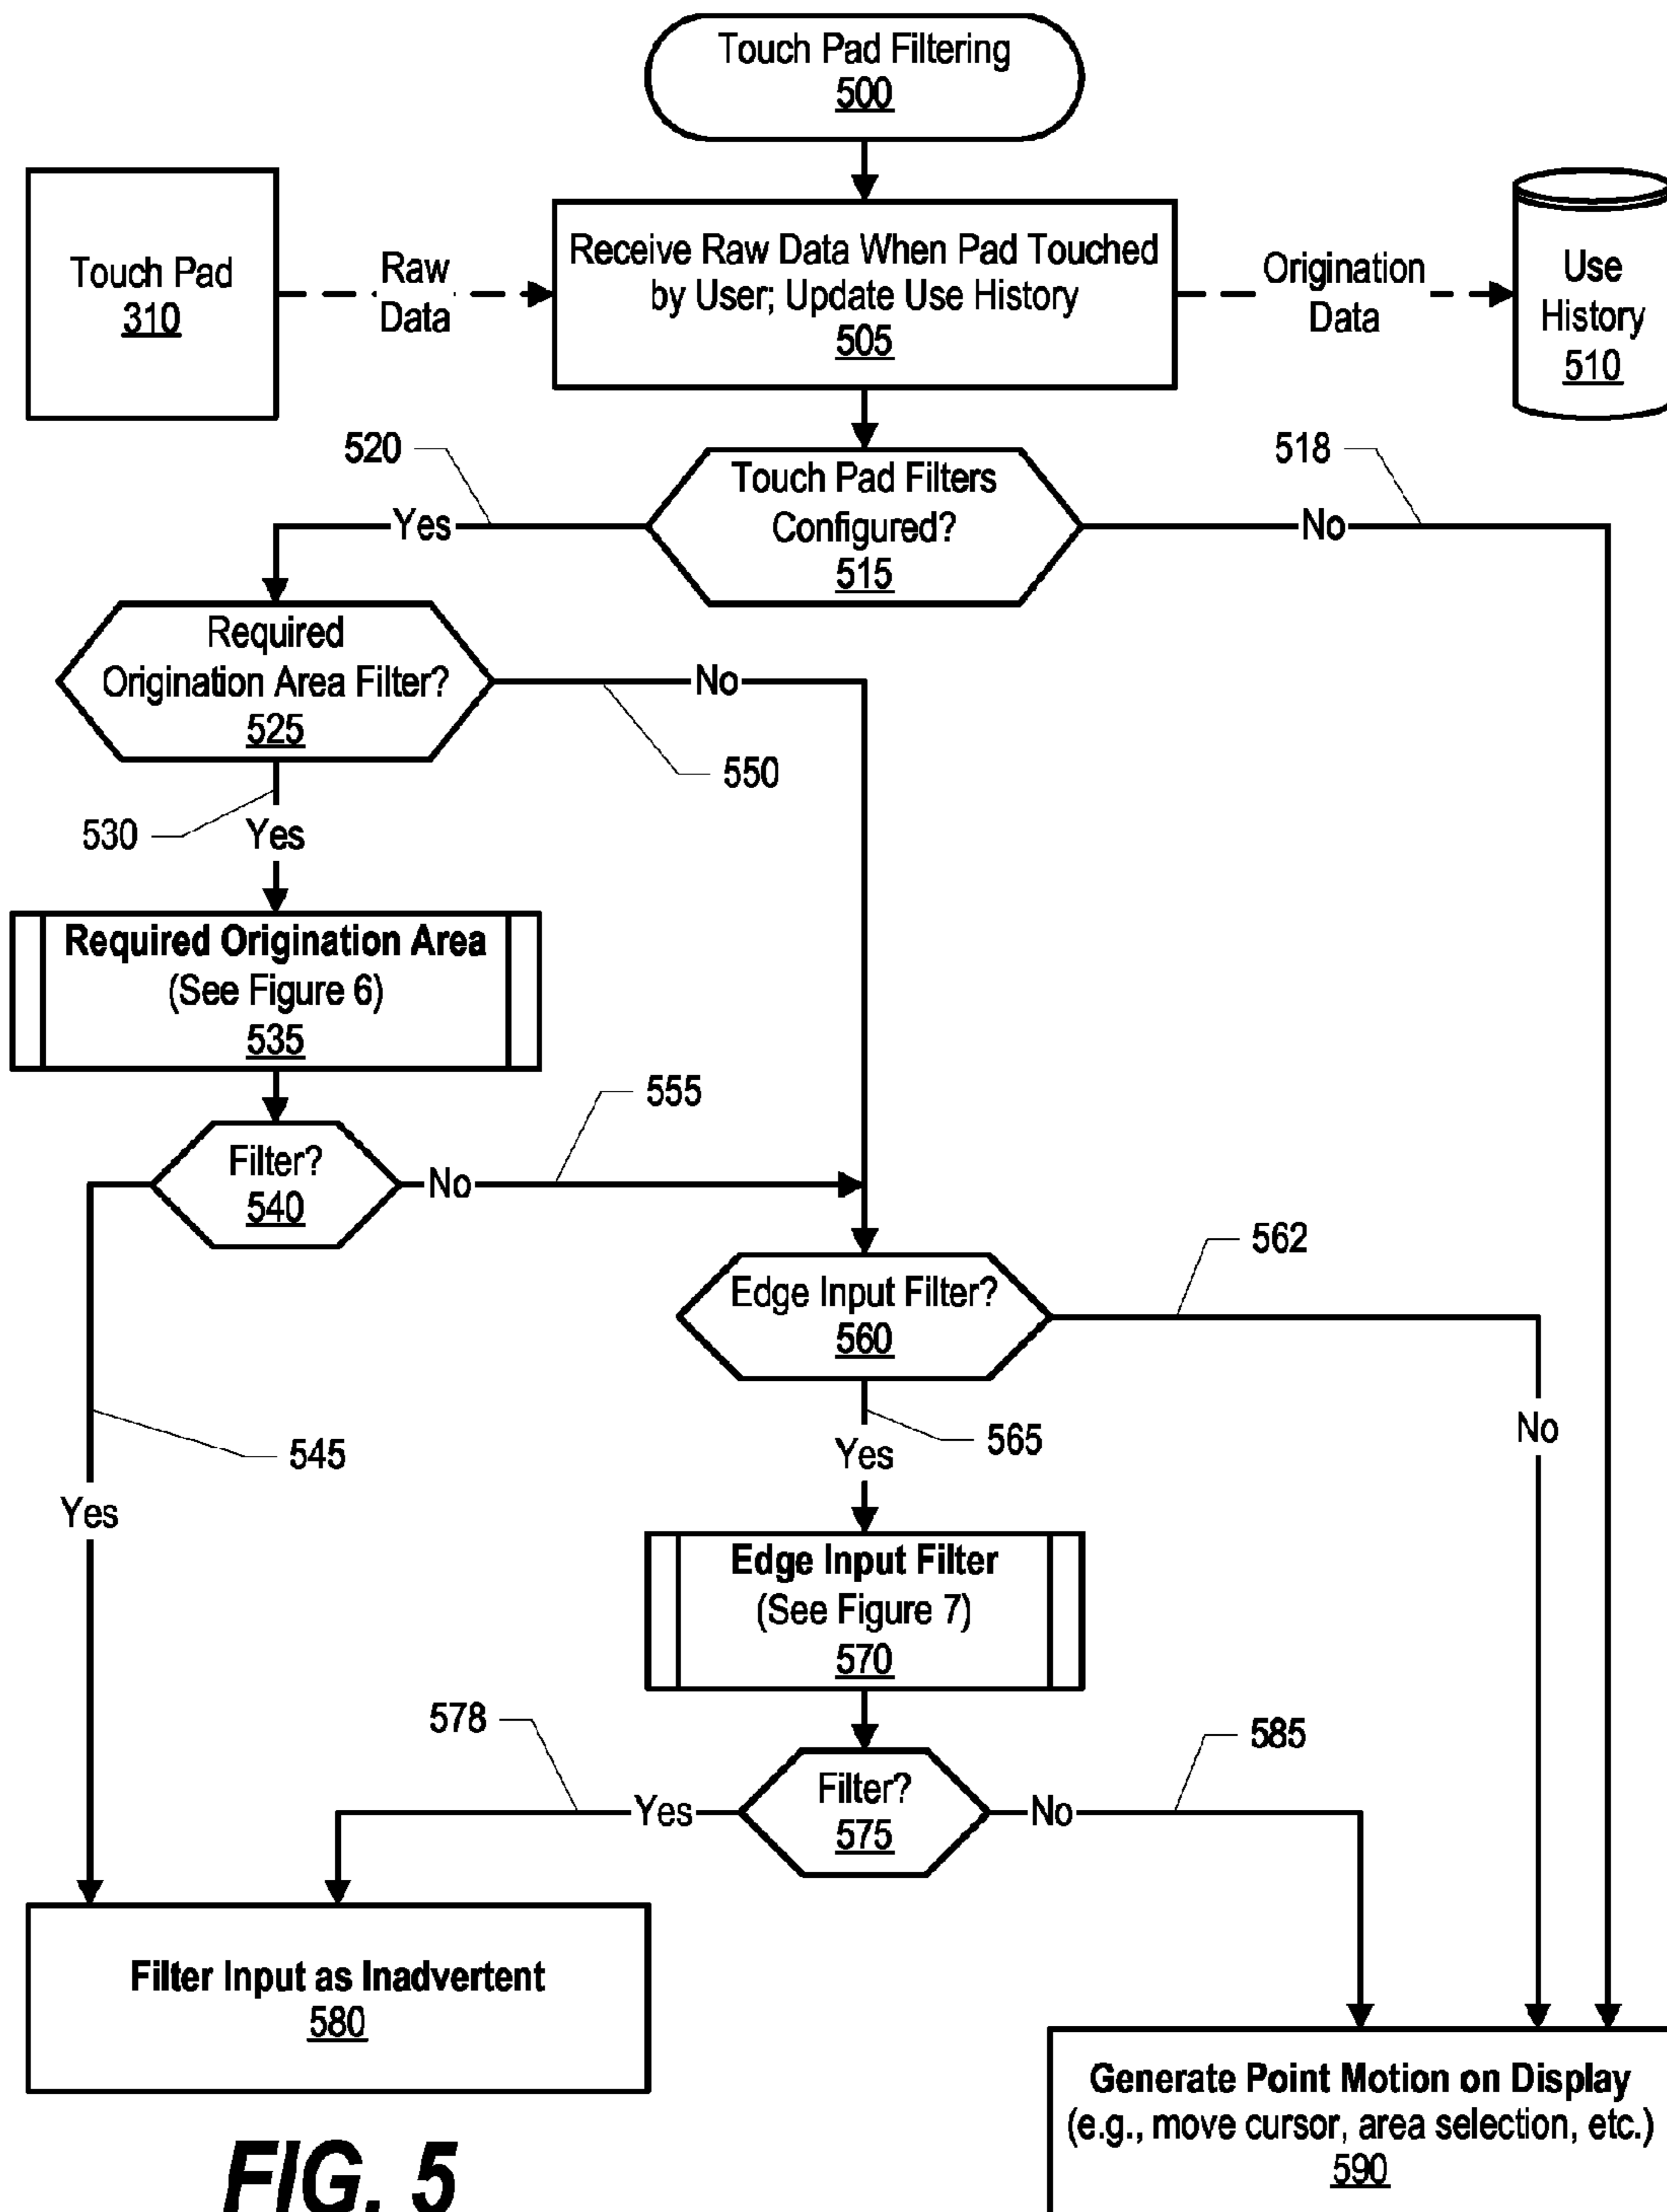 Touch Pad Filtering
500
Touch Pad
310
Raw
Data
Receive Raw Data When Pad Touched
by User; Update Use History
505
Origination
Data
Use
History
510
520
518
Touch Pad Filters
Configured?
515
Yes
No
Required
Origination Area Filter?
525
No
550
530
Yes
Required Origination Area
(See Figure 6)
535
555
Filter?
540
No
562
Edge Input Filter?
560
No
545
565
Yes
Yes
Edge Input Filter
(See Figure 7)
570
578
585
Filter?
575
Yes
No
Filter Input as Inadvertent
580
Generate Point Motion on Display
(e.g., move cursor, area selection, etc.)
590
FIG. 5